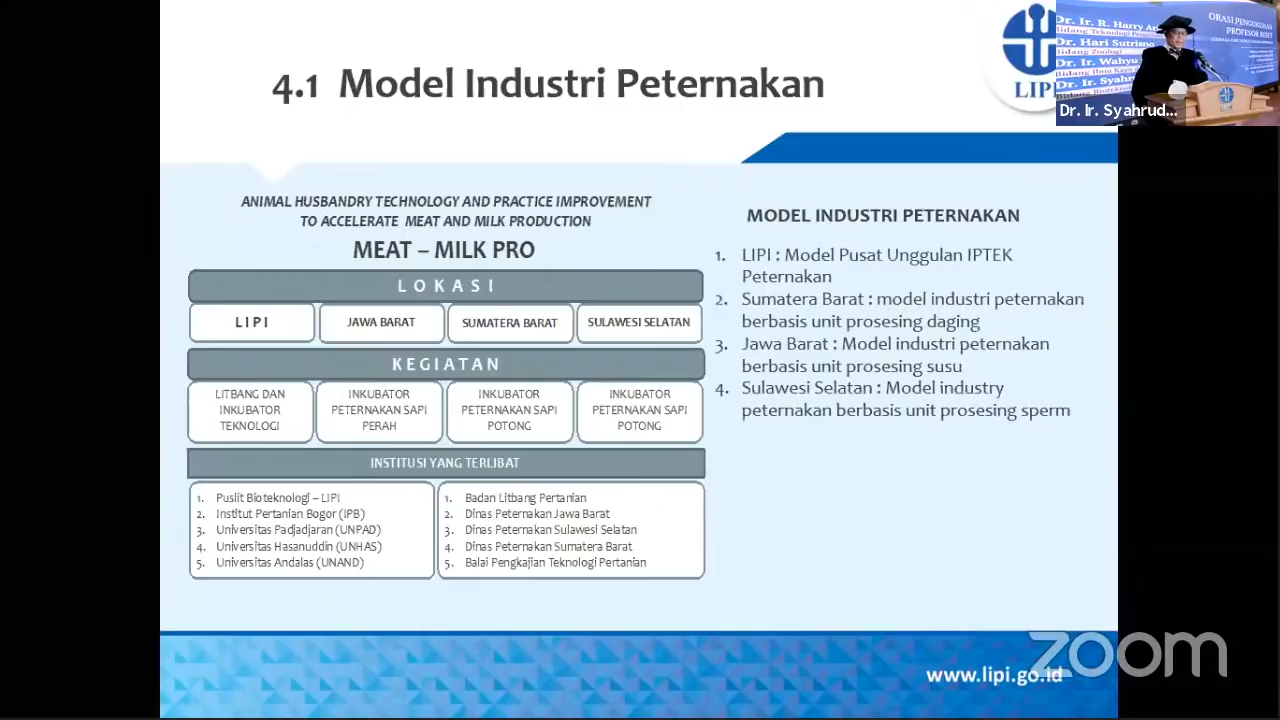 4.1 Model Industri Peternakan
LIPI
Dr. Ir. R. Harry
Bidang Teknologi
Dr. Hari Sutrisno
Bidang Zoologi
Dr. Ir. Wahyu
Bidang Ilmu
Dr. Ir. Syahru
Bidang
ORASI PENGUKUHAN
PROFESOR RISET
LIPI
Dr. Ir. Syahrud...
ANIMAL HUSBANDRY TECHNOLOGY AND PRACTICE IMPROVEMENT
TO ACCELERATE MEAT AND MILK PRODUCTION
MEAT – MILK PRO
LOKASI
LIPI
JAWA BARAT
SUMATERA BARAT
SULAWESI SELATAN
KEGIATAN
LITBANG DAN
INKUBATOR
TEKNOLOGI
INKUBATOR
PETERNAKAN SAPI
PERAH
INKUBATOR
PETERNAKAN SAPI
POTONG
INKUBATOR
PETERNAKAN SAPI
POTONG
INSTITUSI YANG TERLIBAT
1. Puslit Bioteknologi – LIPI
2. Institut Pertanian Bogor (IPB)
3. Universitas Padjadjaran (UNPAD)
4. Universitas Hasanuddin (UNHAS)
5. Universitas Andalas (UNAND)
1. Badan Litbang Pertanian
2. Dinas Peternakan Jawa Barat
3. Dinas Peternakan Sulawesi Selatan
4. Dinas Peternakan Sumatera Barat
5. Balai Pengkajian Teknologi Pertanian
MODEL INDUSTRI PETERNAKAN
1. LIPI : Model Pusat Unggulan IPTEK
Peternakan
2. Sumatera Barat : model industri peternakan
berbasis unit prosesing daging
3. Jawa Barat : Model industri peternakan
berbasis unit prosesing susu
4. Sulawesi Selatan : Model industry
peternakan berbasis unit prosesing sperm
www.lipi.go.id
zoom